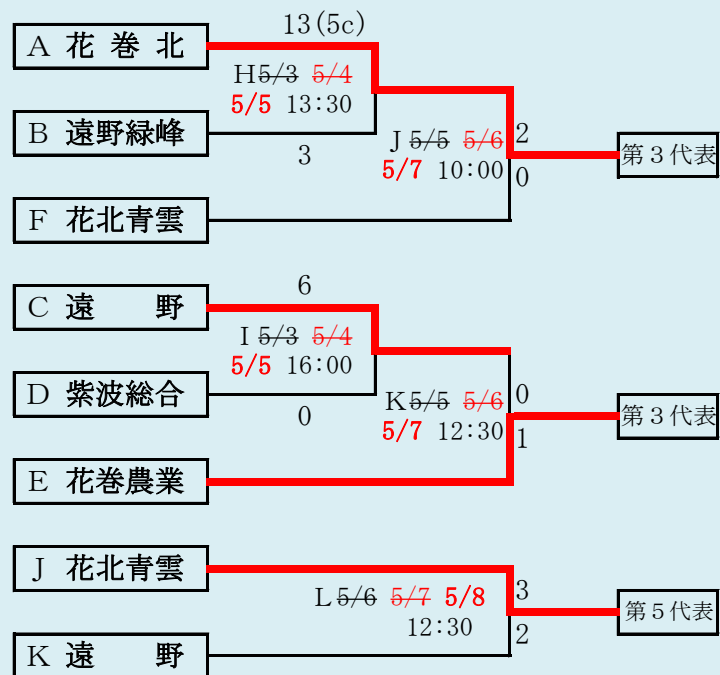 13(5c)
A 花 巻 北
H5/3 5/4
5/5 13:30
B 遠野緑峰
3
J 5/5 5/6
5/7 10:00
2
0
第３代表
F 花北青雲
6
C 遠　　野
I 5/3 5/4
5/5 16:00
D 紫波総合
0
K5/5 5/6
5/7 12:30
0
1
第３代表
E 花巻農業
J 花北青雲
L5/6 5/7 5/8
12:30
3
2
第５代表
K 遠　　野